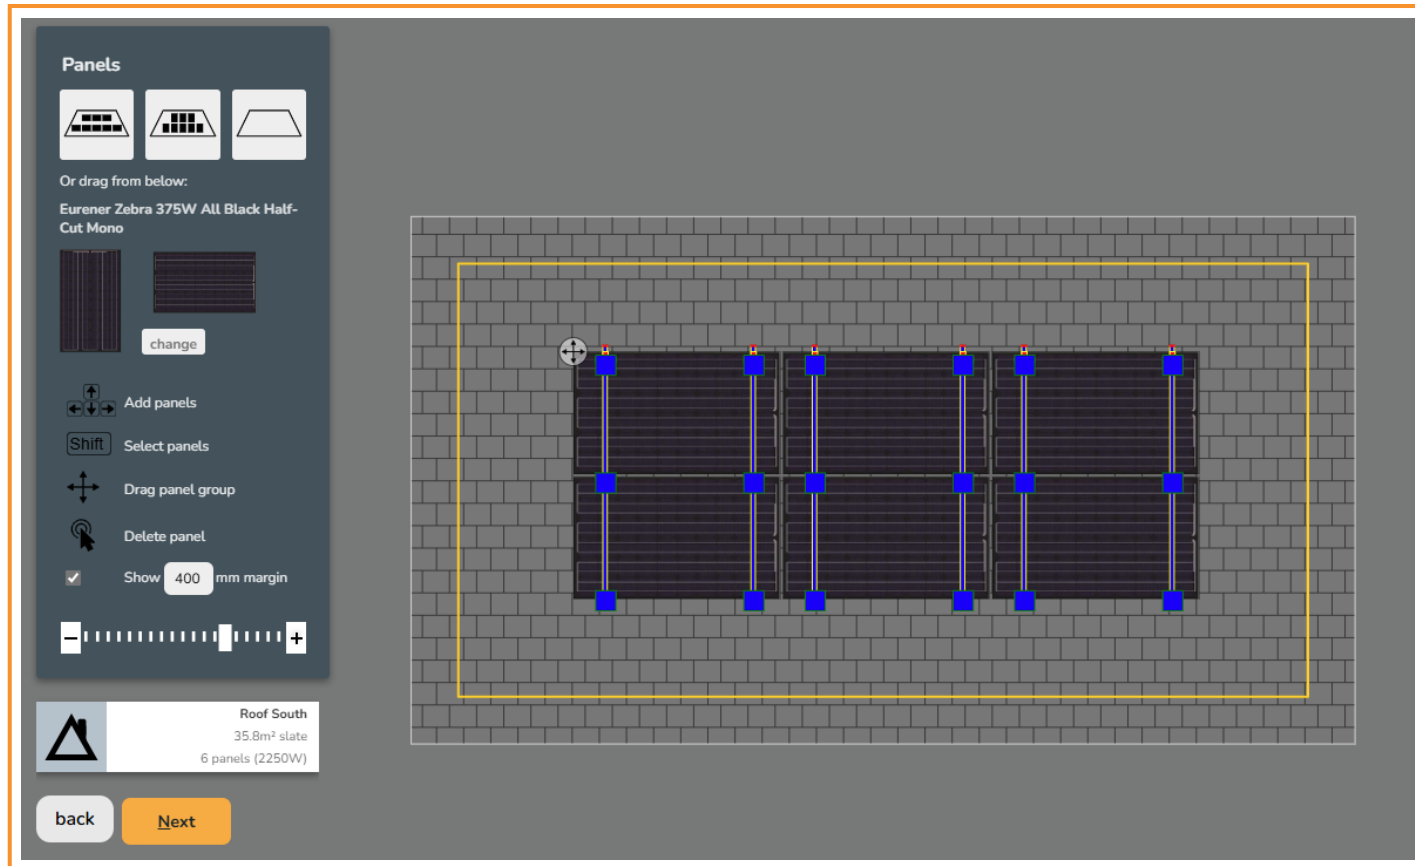 Panels
Or drag from below:
Eurener Zebra 375W All Black Half-
Cut Mono
change
Add panels
Shift Select panels
Drag panel group
Delete panel
Show 400 mm margin
- +
Roof South
35.8m² slate
6 panels (2250W)
back Next